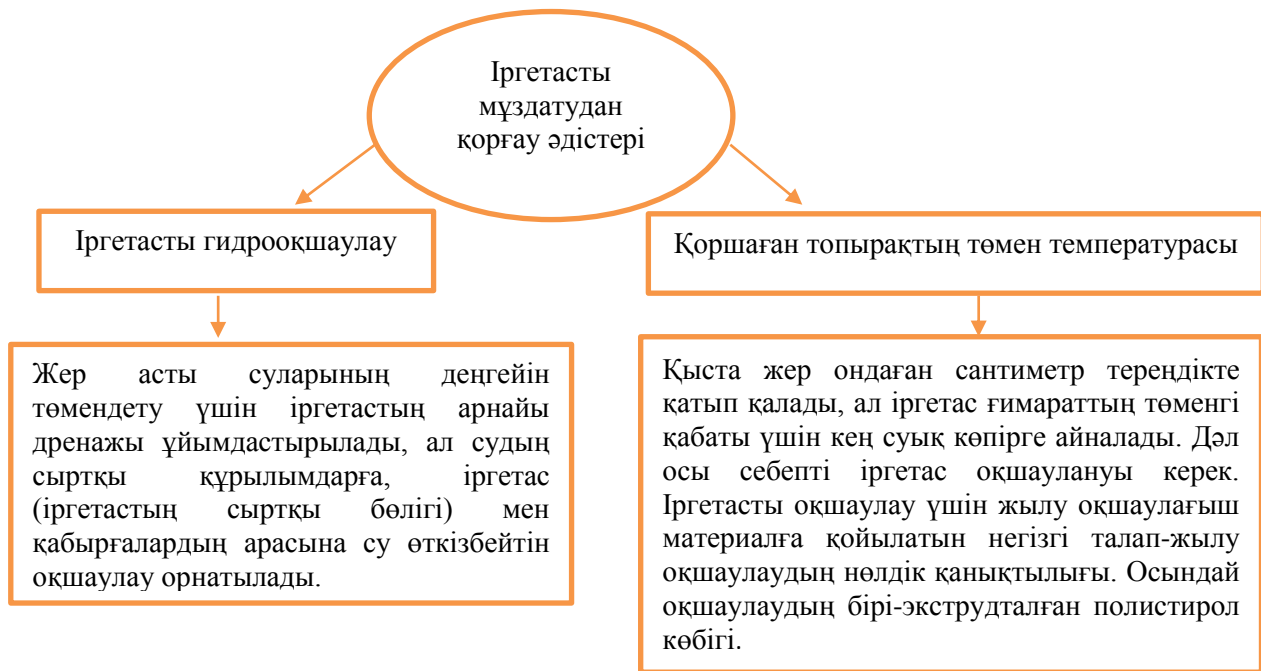 Іргетасты
мұздатудан
қорғау әдістері
Іргетасты гидрооқшаулау
Қоршаған топырақтың төмен температурасы
Жер асты суларының деңгейін
төмендету үшін іргетастың арнайы
дренажы ұйымдастырылады, ал судың
сыртқы құрылымдарға, іргетас
(іргетастың сыртқы бөлігі) мен
қабырғалардың арасына су өткізбейтін
оқшаулау орнатылады.
Қыста жер ондаған сантиметр тереңдікте
қатып қалады, ал іргетас ғимараттың төменгі
қабаты үшін кең суық көпірге айналады. Дәл
осы себепті іргетас оқшаулануы керек.
Іргетасты оқшаулау үшін жылу оқшаулағыш
материалға қойылатын негізгі талап-жылу
оқшаулаудың нөлдік қанықтылығы. Осындай
оқшаулаудың бірі-экструдталған полистирол
көбігі.